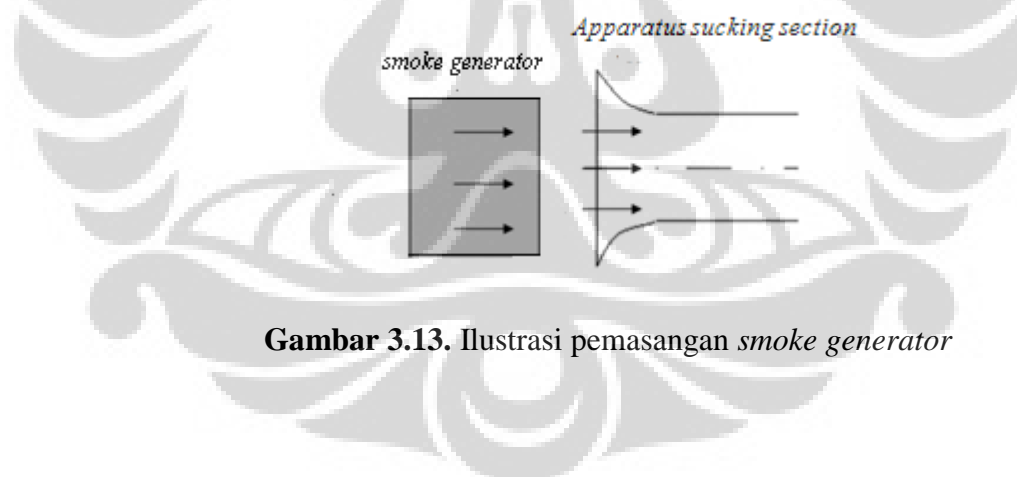 Apparatus sucking section
smoke generator
Gambar 3.13. Ilustrasi pemasangan smoke generator